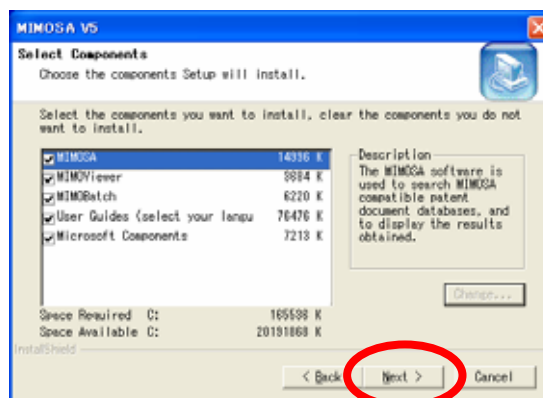 MIMOSA V5
Select Components
Choose the components Setup will install.
Select the components you want to install, clear the components you do not
want to install.
MIMOSA 14936 K
MIMOViewer 9884 K
MIMOBatch 6220 K
User Guides (select your langu 76476 K
Microsoft Components 7213 K
Description
The MIMOSA software is
used to search MIMOSA
compatible patent
document databases, and
to display the results
obtained.
Change...
Space Required C: 165536 K
Space Available C: 20191868 K
InstallShield
< Back
Next >
Cancel